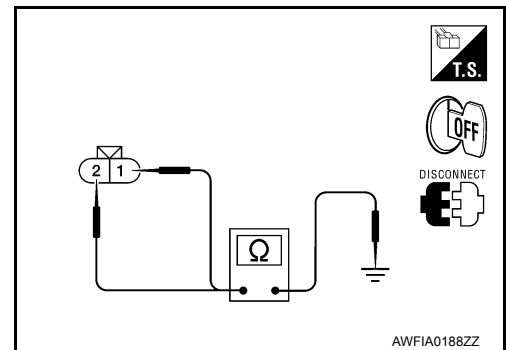 T.S.
OFF
DISCONNECT
2 1
Ω
AWFIA0188ZZ